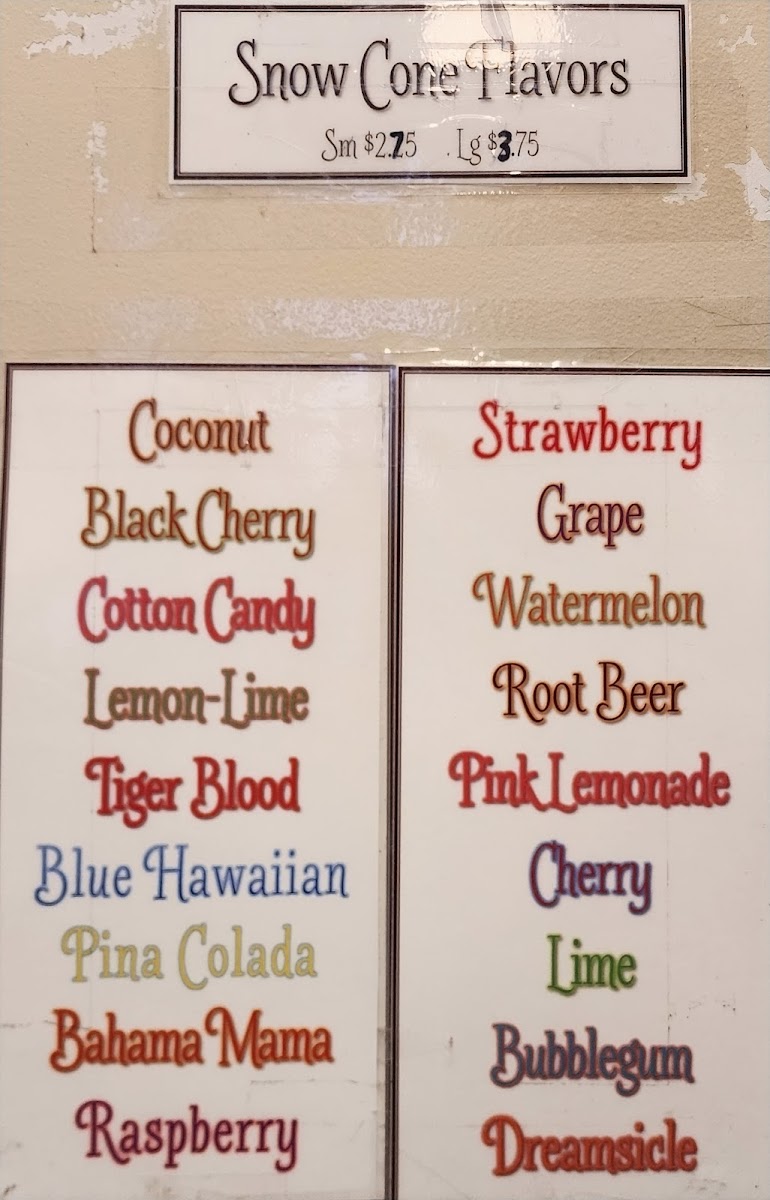 Snow Cone Flavors
Sm $2.75 . Lg $3.75
Coconut
Black Cherry
Cotton Candy
Lemon-Lime
Tiger Blood
Blue Hawaiian
Pina Colada
Bahama Mama
Raspberry
Strawberry
Grape
Watermelon
Root Beer
Pink Lemonade
Cherry
Lime
Bubblegum
Dreamsicle